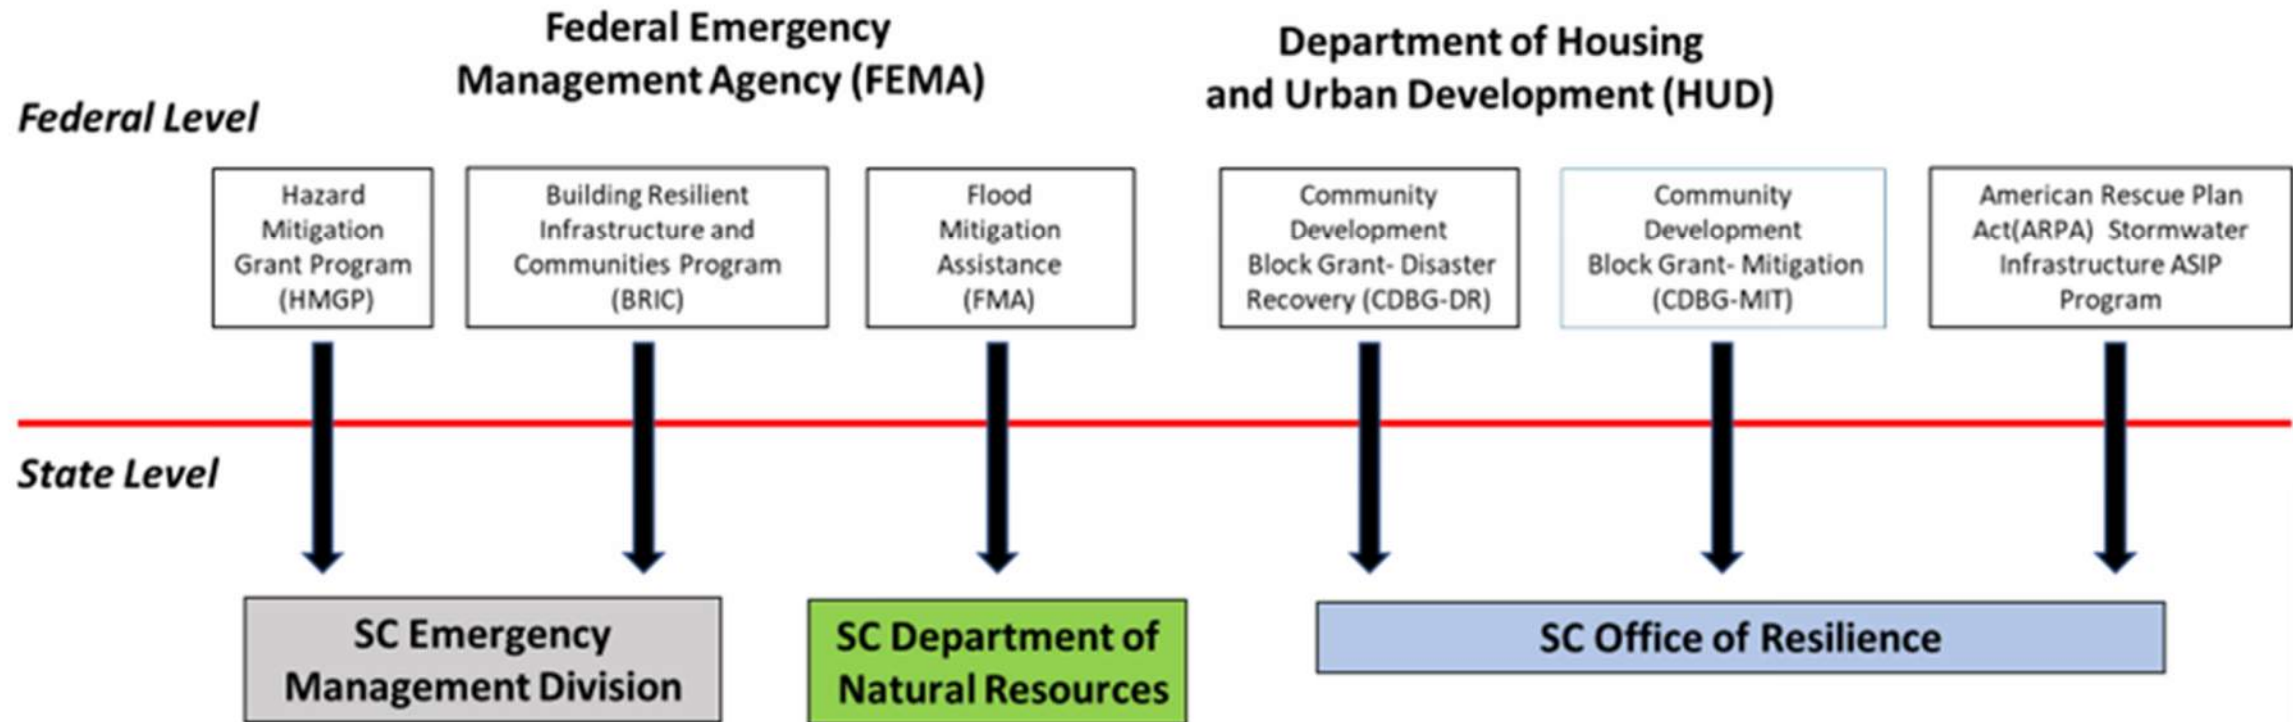 Federal Emergency
Management Agency (FEMA)
Department of Housing
and Urban Development (HUD)
Federal Level
Hazard
Mitigation
Grant Program
(HMGP)
Building Resilient
Infrastructure and
Communities Program
(BRIC)
Flood
Mitigation
Assistance
(FMA)
Community
Development
Block Grant- Disaster
Recovery (CDBG-DR)
Community
Development
Block Grant- Mitigation
(CDBG-MIT)
American Rescue Plan
Act(ARPA) Stormwater
Infrastructure ASIP
Program
State Level
SC Emergency
Management Division
SC Department of
Natural Resources
SC Office of Resilience